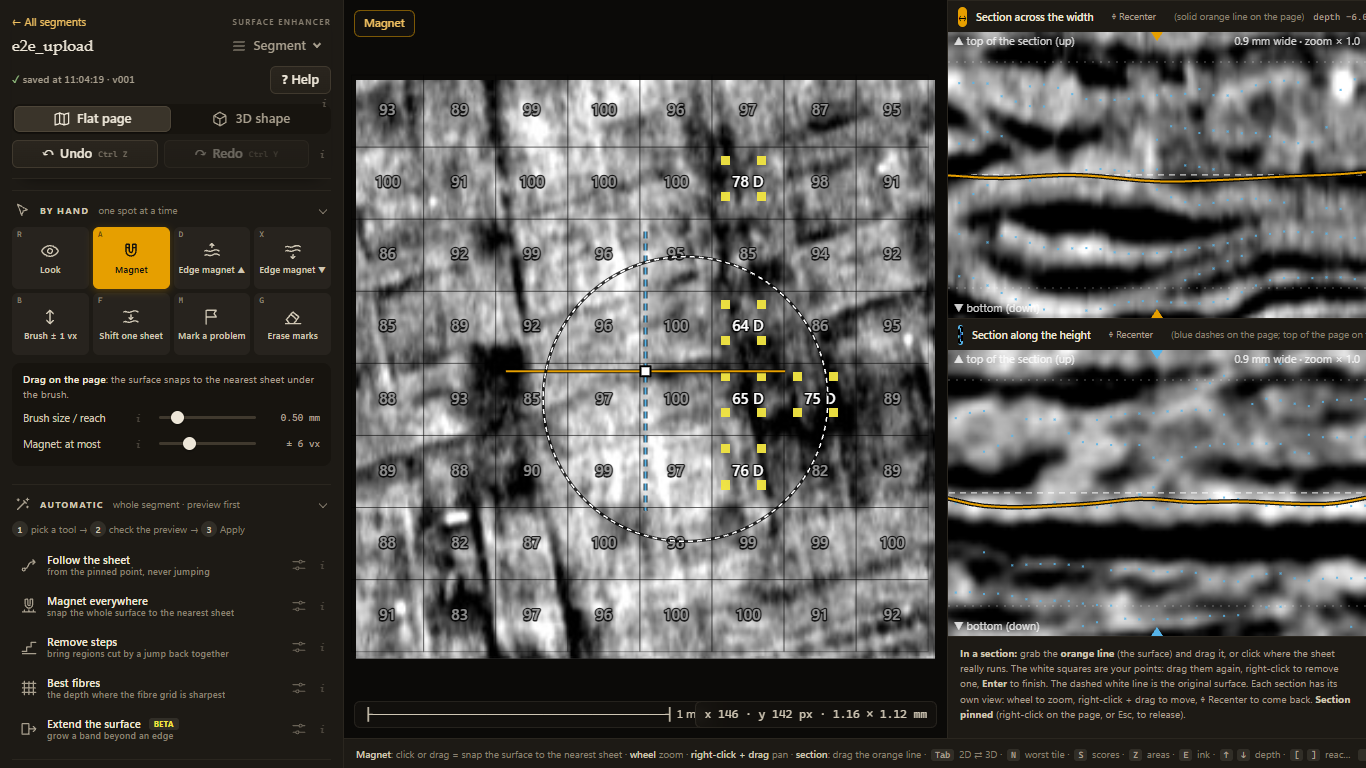 ← All segments
SURFACE ENHANCER
e2e_upload
Segment
✓ saved at 11:04:19 · v001
? Help
Flat page
3D shape
Undo Ctrl Z
Redo Ctrl Y
BY HAND one spot at a time
R Look
A Magnet
D Edge magnet ▲
X Edge magnet ▼
B Brush ± 1 vx
F Shift one sheet
M Mark a problem
G Erase marks
Drag on the page: the surface snaps to the nearest sheet under
the brush.
Brush size / reach i 0.50 mm
Magnet: at most i ± 6 vx
AUTOMATIC whole segment · preview first
1 pick a tool → 2 check the preview → 3 Apply
Follow the sheet
from the pinned point, never jumping
Magnet everywhere
snap the whole surface to the nearest sheet
Remove steps
bring regions cut by a jump back together
Best fibres
the depth where the fibre grid is sharpest
Extend the surface BETA
grow a band beyond an edge
Magnet
93 89 99 100 96 97 87 95
100 91 100 100 100 78 D 98 91
86 92 99 96 95 85 94 92
85 89 92 96 100 64 D 86 95
88 93 85 97 100 65 D 75 D 89
89 88 90 99 97 76 D 82 89
88 82 87 100 98 99 99 100
91 83 97 96 100 100 91 92
1 m
x 146 · y 142 px · 1.16 × 1.12 mm
Section across the width
⌖ Recenter
(solid orange line on the page)
depth −6.
▲ top of the section (up)
0.9 mm wide · zoom × 1.0
▼ bottom (down)
Section along the height
⌖ Recenter
(blue dashes on the page; top of the page on
▲ top of the section (up)
0.9 mm wide · zoom × 1.0
▼ bottom (down)
In a section: grab the orange line (the surface) and drag it, or click where the sheet
really runs. The white squares are your points: drag them again, right-click to remove
one, Enter to finish. The dashed white line is the original surface. Each section has its
own view: wheel to zoom, right-click + drag to move, ⌖ Recenter to come back. Section
pinned (right-click on the page, or Esc, to release).
Magnet: click or drag = snap the surface to the nearest sheet · wheel zoom · right-click + drag pan · section: drag the orange line · Tab 2D ⇄ 3D · N worst tile · S scores · Z areas · E ink · ↑ ↓ depth · [ ] reac…